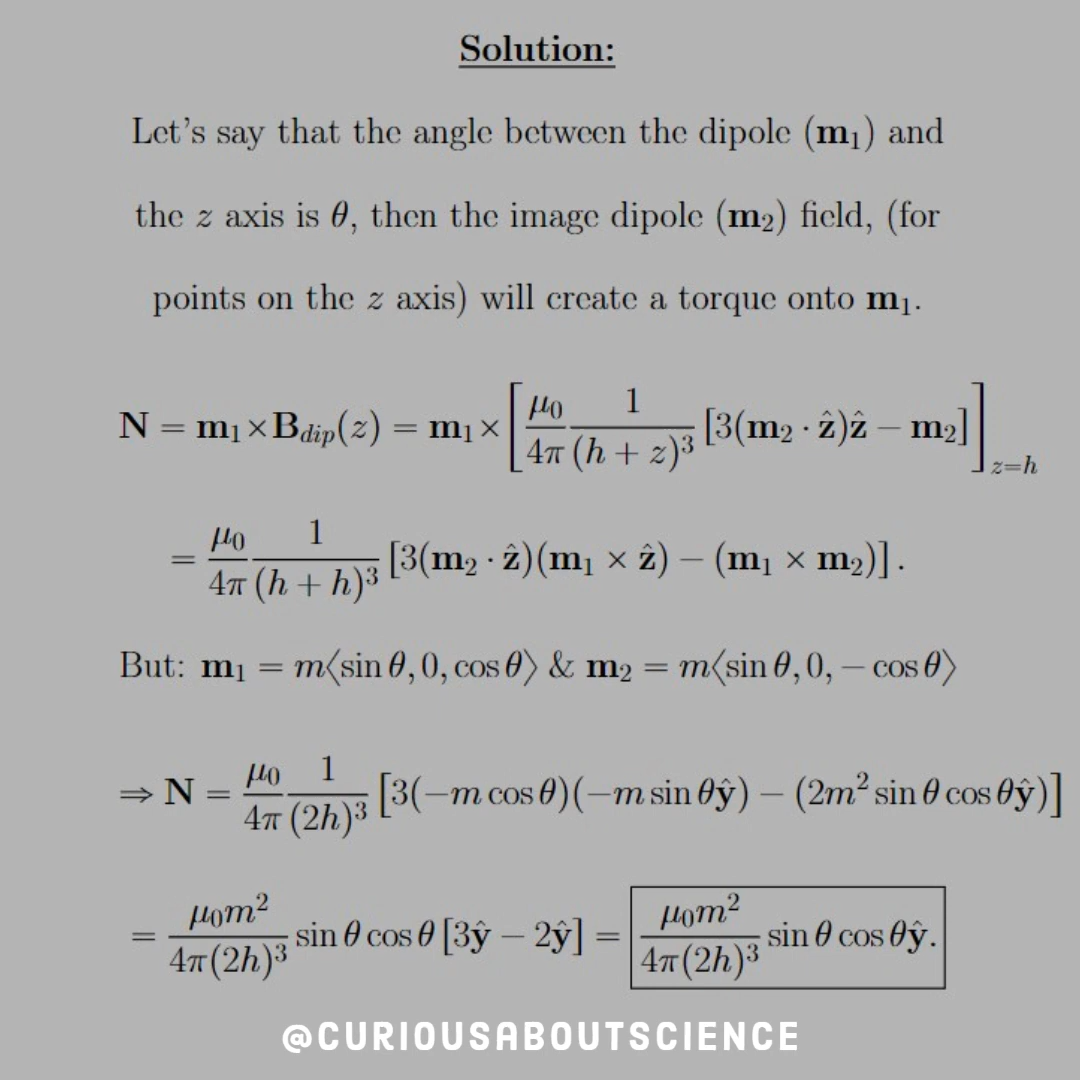 Solution:
Let's say that the angle between the dipole (m₁) and
the z axis is θ, then the image dipole (m₂) field, (for
points on the z axis) will create a torque onto m₁.
N = m₁×B_{dip}(z) = m₁×[μ₀/4π 1/(h + z)³ [3(m₂ · ẑ)ẑ − m₂]]_{z=h}
= μ₀/4π 1/(h + h)³ [3(m₂ · ẑ)(m₁ × ẑ) − (m₁ × m₂)].
But: m₁ = m⟨sin θ, 0, cos θ⟩ & m₂ = m⟨sin θ, 0, − cos θ⟩
⇒ N = μ₀/4π 1/(2h)³ [3(−m cos θ)(−m sin θŷ) − (2m² sin θ cos θŷ)]
= μ₀m²/4π(2h)³ sin θ cos θ [3ŷ − 2ŷ] = μ₀m²/4π(2h)³ sin θ cos θŷ.
@CURIOUSABOUTSCIENCE